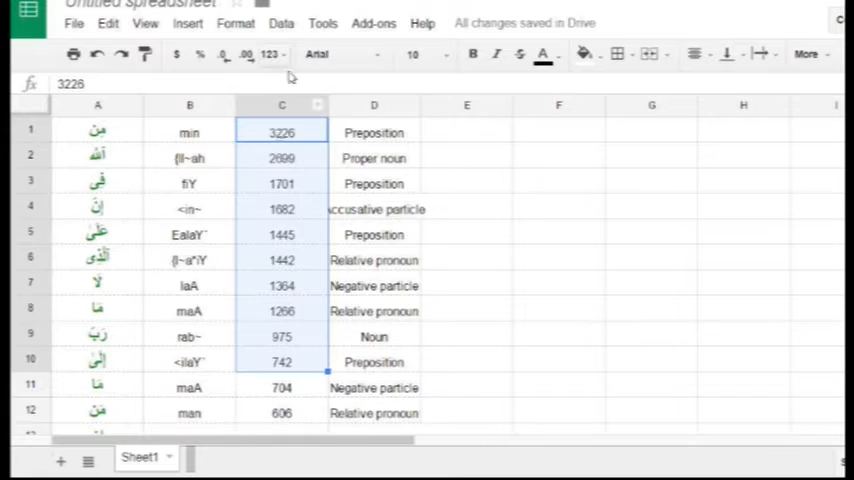 Untitled spreadsheet
File Edit View Insert Format Data Tools Add-ons Help All changes saved in Drive
$ % .0 .00 123 Arial 10 B I S A More
fx 3226
A B C D E F G H I
1 مِن min 3226 Preposition
2 ٱللَّه {ll~ah 2699 Proper noun
3 فِى fiY 1701 Preposition
4 إِنّ <in~ 1682 Accusative particle
5 عَلَىٰ EalaY` 1445 Preposition
6 ٱلَّذِى {l~a*iY 1442 Relative pronoun
7 لَا laA 1364 Negative particle
8 مَا maA 1266 Relative pronoun
9 رَبّ rab~ 975 Noun
10 إِلَىٰ <ilaY` 742 Preposition
11 مَا maA 704 Negative particle
12 مَن man 606 Relative pronoun
+ Sheet1